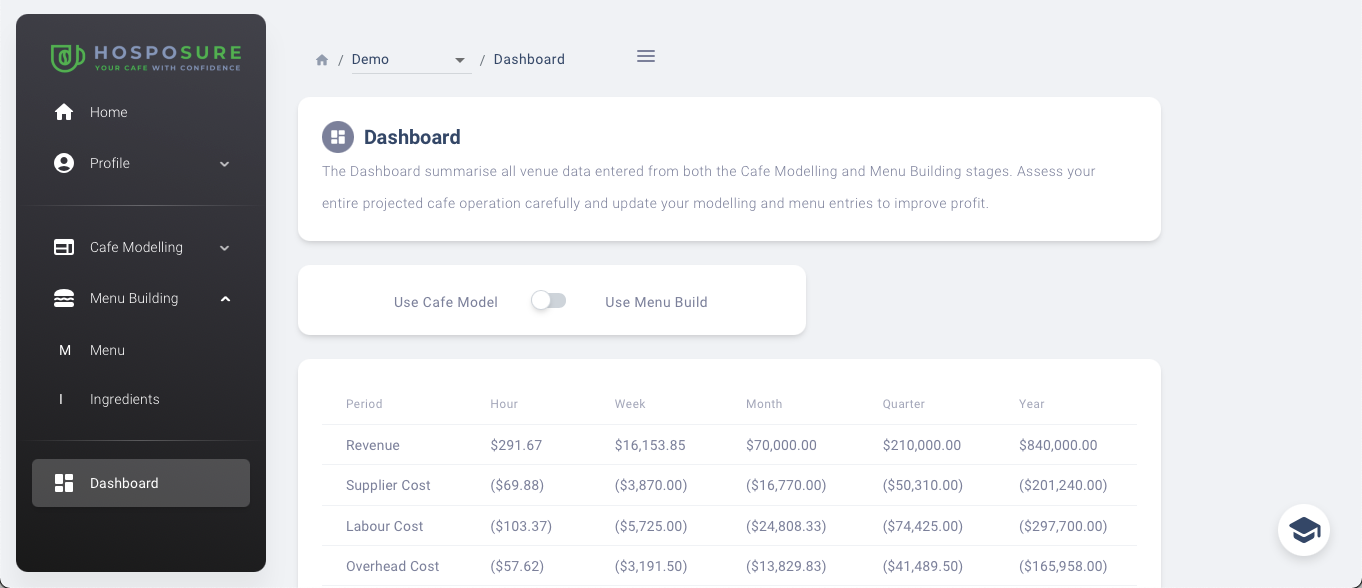 HOSPOSURE
YOUR CAFE WITH CONFIDENCE
Home
Profile
Cafe Modelling
Menu Building
M Menu
I Ingredients
Dashboard
/ Demo / Dashboard
Dashboard
The Dashboard summarise all venue data entered from both the Cafe Modelling and Menu Building stages. Assess your
entire projected cafe operation carefully and update your modelling and menu entries to improve profit.
Use Cafe Model Use Menu Build
Period Hour Week Month Quarter Year
Revenue $291.67 $16,153.85 $70,000.00 $210,000.00 $840,000.00
Supplier Cost ($69.88) ($3,870.00) ($16,770.00) ($50,310.00) ($201,240.00)
Labour Cost ($103.37) ($5,725.00) ($24,808.33) ($74,425.00) ($297,700.00)
Overhead Cost ($57.62) ($3,191.50) ($13,829.83) ($41,489.50) ($165,958.00)